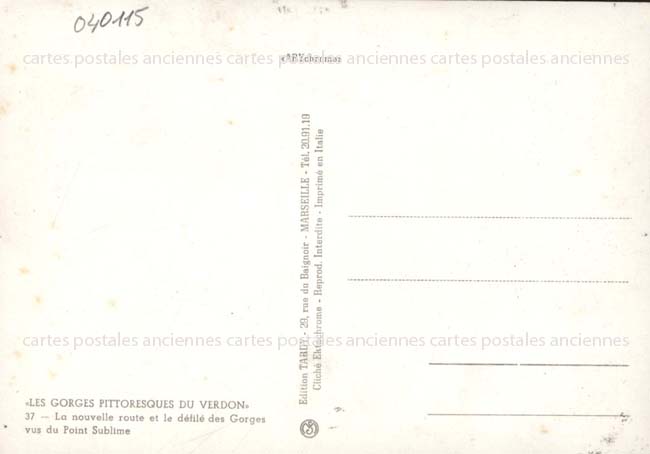 040115
cartes postales anciennes cartes postales anciennes cartes postales anciennes
Edition TARDY - 29, rue du Baignoir - MARSEILLE - Tél. 20.91.19
Cliché Ektachrome - Reprod. Interdite - Imprimé en Italie
cartes postales anciennes cartes postales anciennes cartes postales anciennes
«LES GORGES PITTORESQUES DU VERDON»
37 — La nouvelle route et le défilé des Gorges
vus du Point Sublime